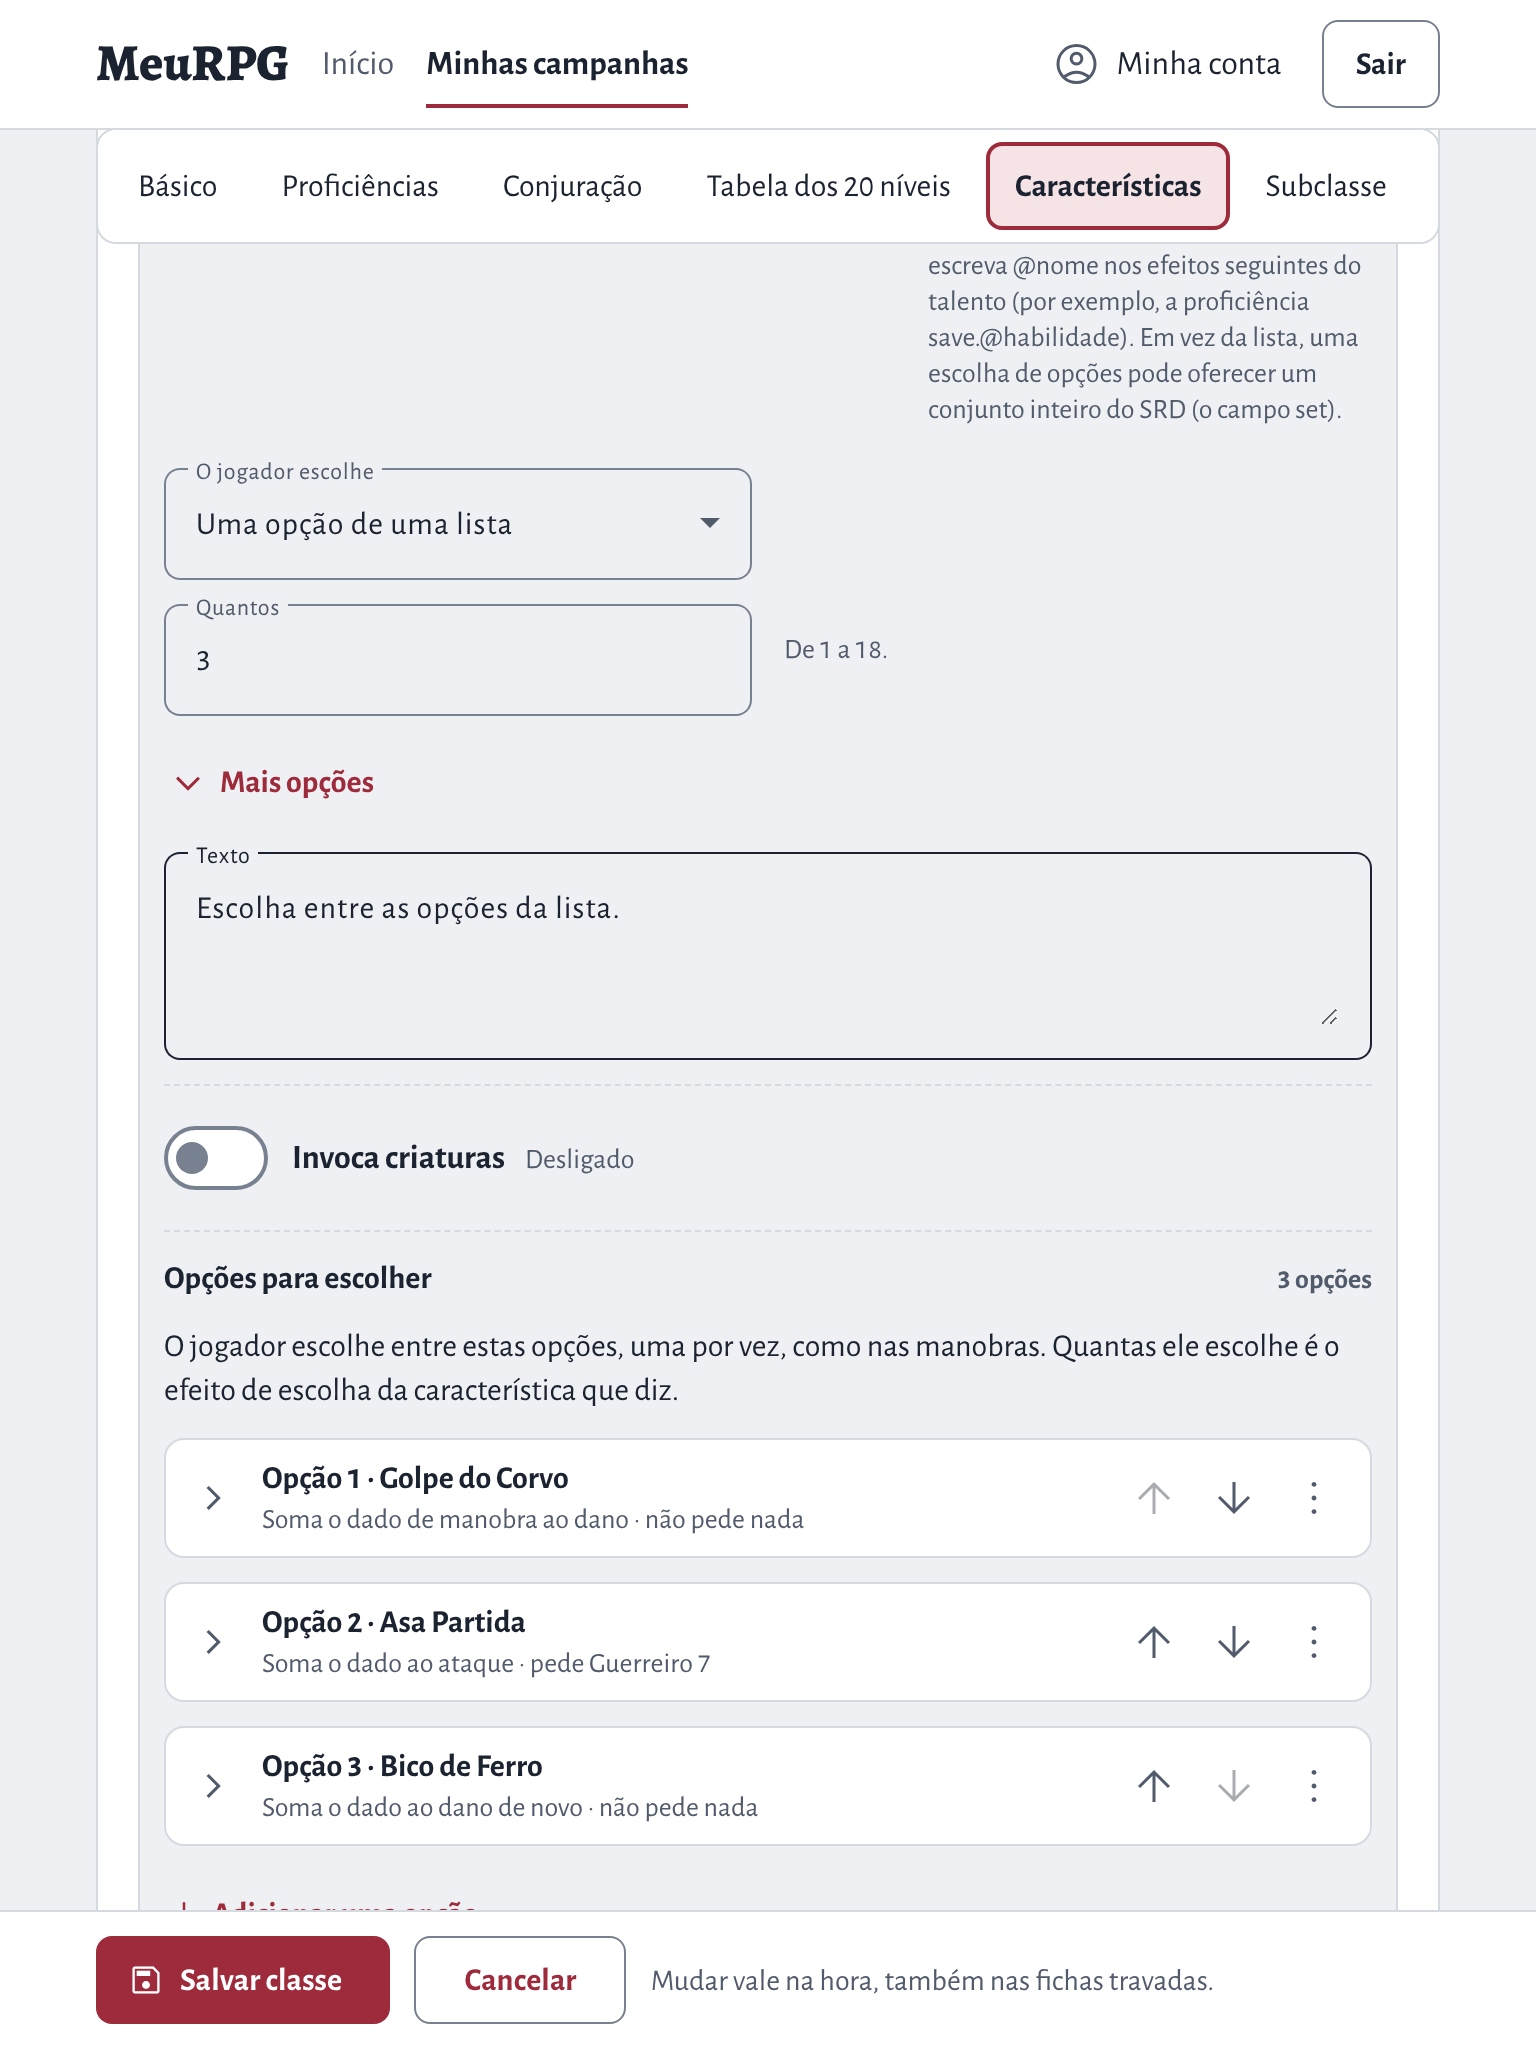 MeuRPG
Início
Minhas campanhas
Minha conta
Sair
Básico
Proficiências
Conjuração
Tabela dos 20 níveis
Características
Subclasse
escreva @nome nos efeitos seguintes do
talento (por exemplo, a proficiência
save.@habilidade). Em vez da lista, uma
escolha de opções pode oferecer um
conjunto inteiro do SRD (o campo set).
O jogador escolhe
Uma opção de uma lista
Quantos
3
De 1 a 18.
Mais opções
Texto
Escolha entre as opções da lista.
Invoca criaturas
Desligado
Opções para escolher
3 opções
O jogador escolhe entre estas opções, uma por vez, como nas manobras. Quantas ele escolhe é o
efeito de escolha da característica que diz.
Opção 1 · Golpe do Corvo
Soma o dado de manobra ao dano · não pede nada
Opção 2 · Asa Partida
Soma o dado ao ataque · pede Guerreiro 7
Opção 3 · Bico de Ferro
Soma o dado ao dano de novo · não pede nada
Adicionar uma opção
Salvar classe
Cancelar
Mudar vale na hora, também nas fichas travadas.